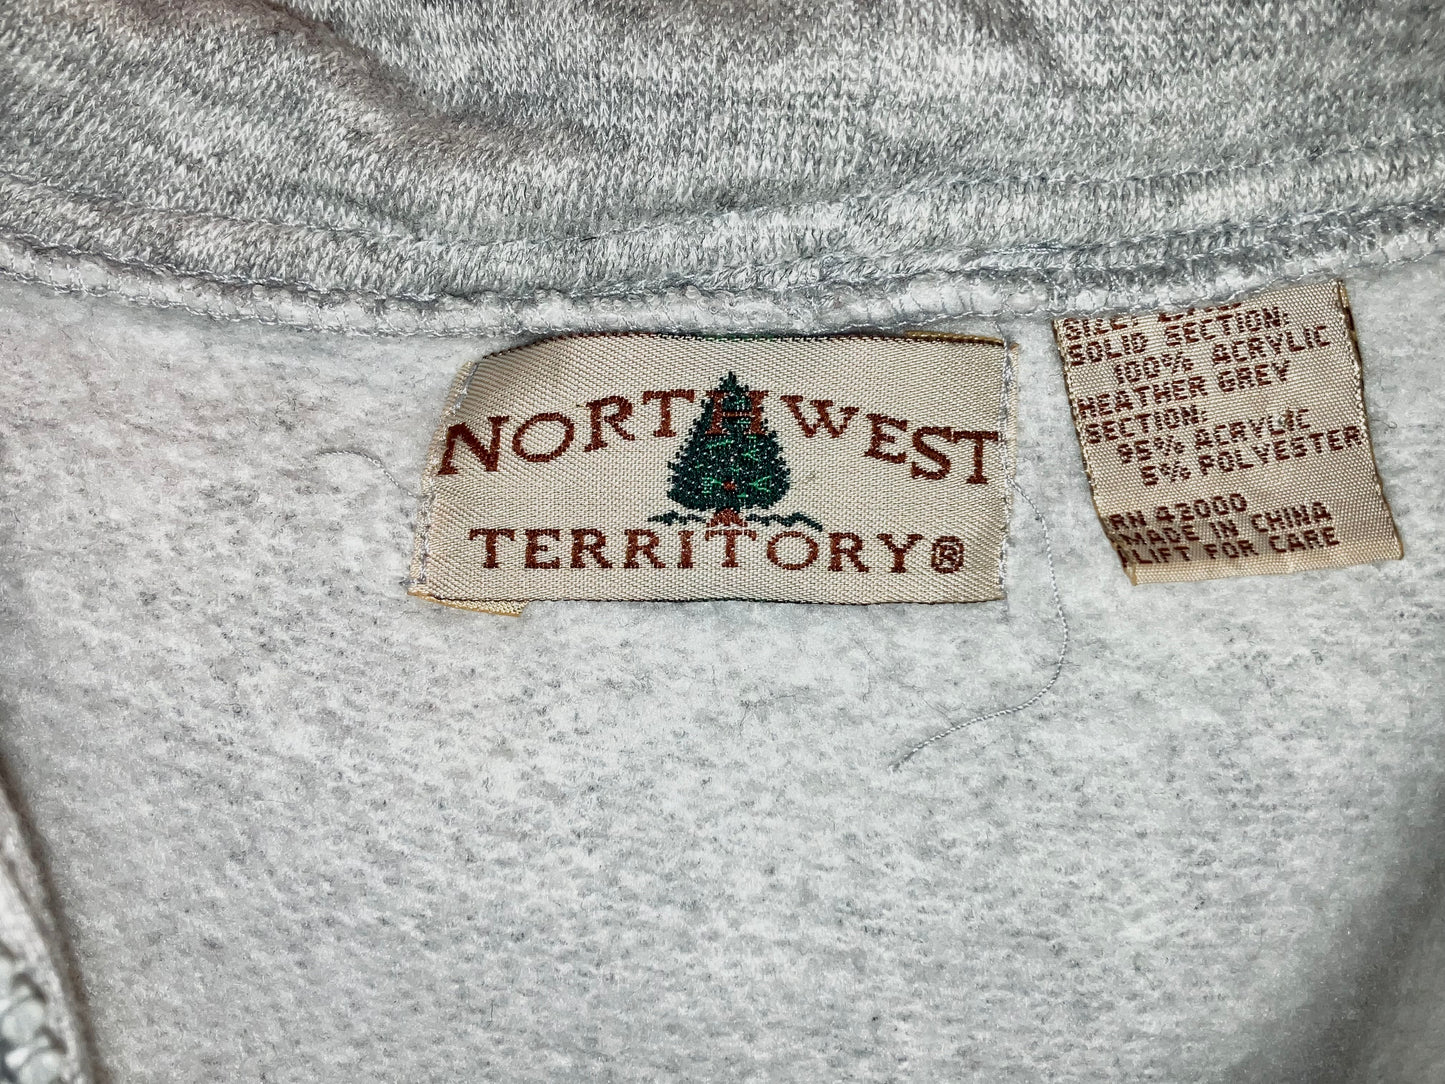 NORTHWEST
TERRITORY®
SIZE:
SOLID SECTION:
100% ACRYLIC
HEATHER GREY
SECTION:
95% ACRYLIC
5% POLYESTER
RN 43000
MADE IN CHINA
LIFT FOR CARE